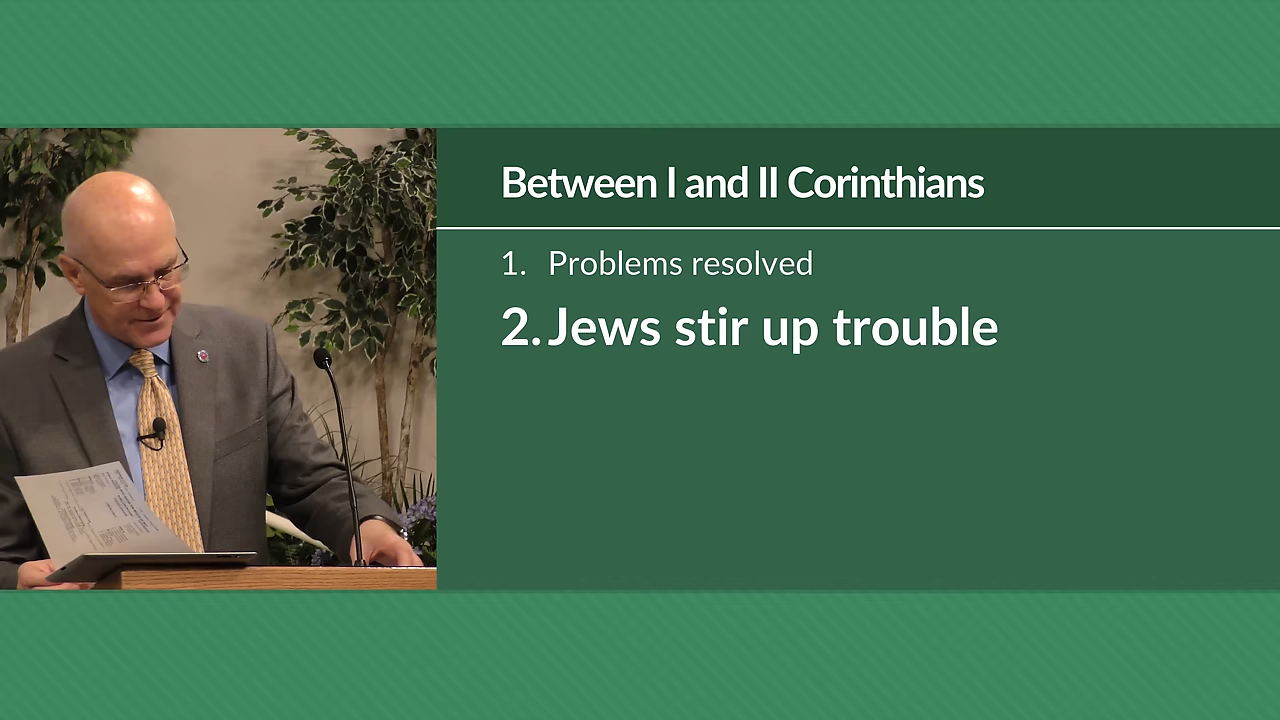 Between I and II Corinthians
1. Problems resolved
2. Jews stir up trouble